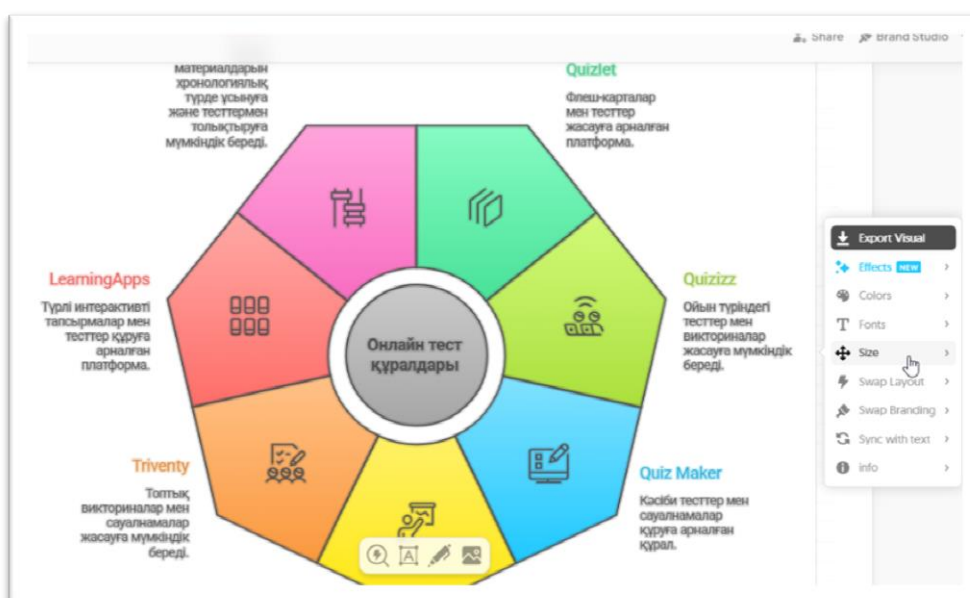 Share
Brand Studio
материалдарын
хронологиялық
түрде ұсынуға
және тесттермен
толықтыруға
мүмкіндік береді.
Quizlet
Флеш-карталар
мен тесттер
жасауға арналған
платформа.
LearningApps
Түрлі интерактивті
тапсырмалар мен
тесттер құруға
арналған
платформа.
Онлайн тест
құралдары
Quizizz
Ойын түріндегі
тесттер мен
викториналар
жасауға мүмкіндік
береді.
Triventy
Топтық
викториналар мен
сауалнамалар
жасауға мүмкіндік
береді.
Quiz Maker
Кәсіби тесттер мен
сауалнамалар
құруға арналған
құрал.
Export Visual
Effects NEW
Colors
Fonts
Size
Swap Layout
Swap Branding
Sync with text
info